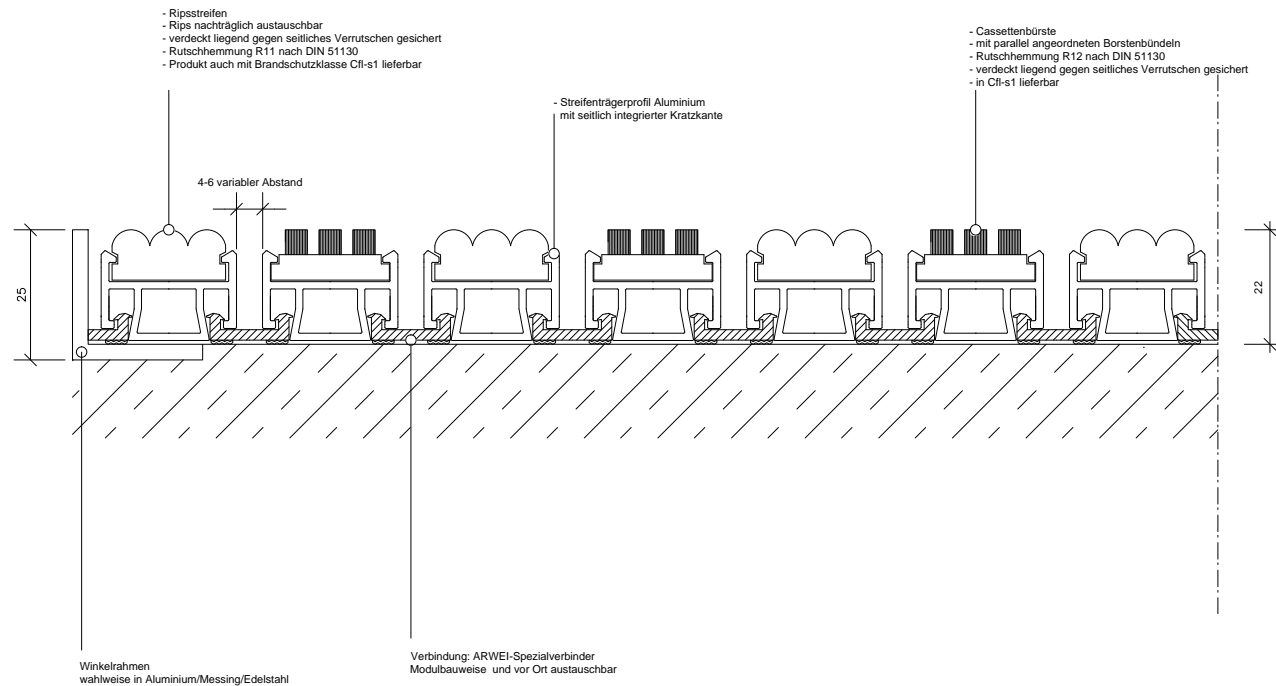 - Ripsstreifen
- Rips nachträglich austauschbar
- verdeckt liegend gegen seitliches Verrutschen gesichert
- Rutschhemmung R11 nach DIN 51130
- Produkt auch mit Brandschutzklasse Cfl-s1 lieferbar
- Cassettenbürste
- mit parallel angeordneten Borstenbündeln
- Rutschhemmung R12 nach DIN 51130
- verdeckt liegend gegen seitliches Verrutschen gesichert
- in Cfl-s1 lieferbar
- Streifenträgerprofil Aluminium
mit seitlich integrierter Kratzkante
4-6 variabler Abstand
25
22
Winkelrahmen
wahlweise in Aluminium/Messing/Edelstahl
Verbindung: ARWEI-Spezialverbinder
Modulbauweise und vor Ort austauschbar